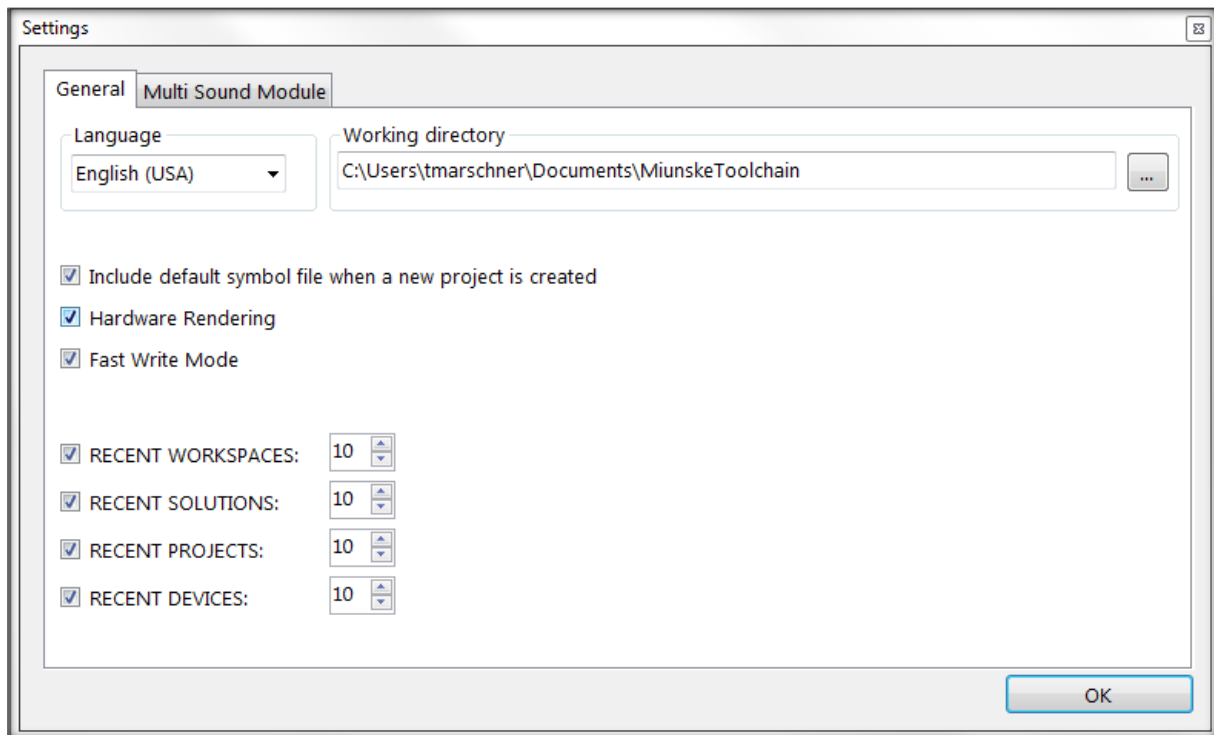 Settings
General Multi Sound Module
Language Working directory
English (USA) C:\Users\tmarschner\Documents\MiunskeToolchain ...
Include default symbol file when a new project is created
Hardware Rendering
Fast Write Mode
RECENT WORKSPACES: 10
RECENT SOLUTIONS: 10
RECENT PROJECTS: 10
RECENT DEVICES: 10
OK